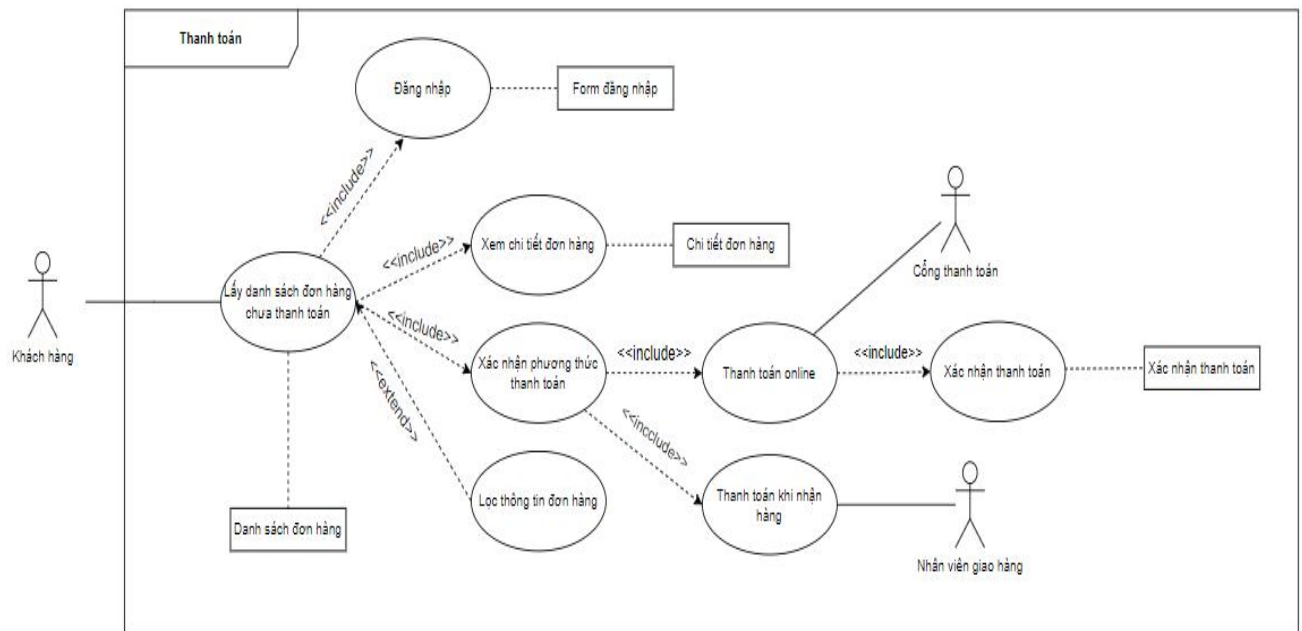 Thanh toán
Đăng nhập
Form đăng nhập
<<include>>
Xem chi tiết đơn hàng
Chi tiết đơn hàng
<<include>>
Cổng thanh toán
Lấy danh sách đơn hàng
chưa thanh toán
Khách hàng
<<include>>
Xác nhận phương thức
thanh toán
<<include>>
Thanh toán online
<<include>>
Xác nhận thanh toán
Xác nhận thanh toán
<<extend>>
<<incclude>>
Lọc thông tin đơn hàng
Thanh toán khi nhận
hàng
Danh sách đơn hàng
Nhân viên giao hàng